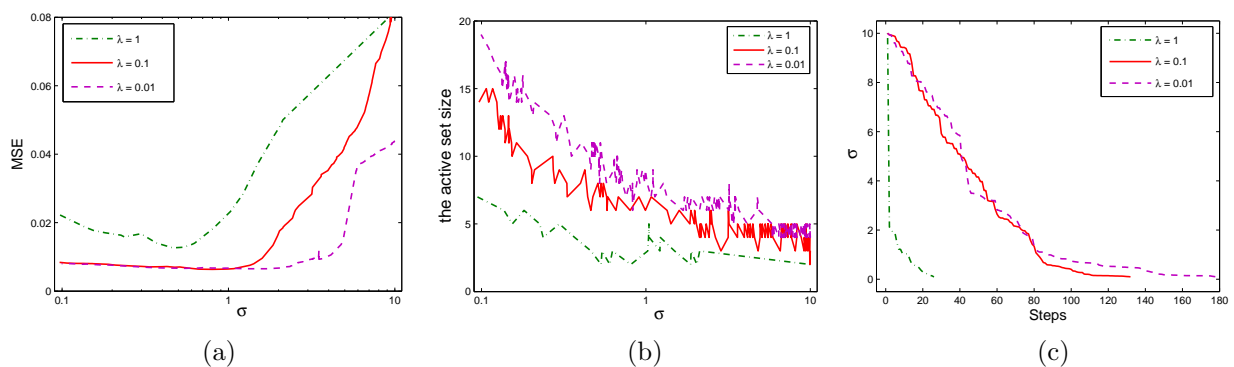 0.08
0.06
0.04
0.02
0
MSE
0.1
1
10
σ
λ = 1
λ = 0.1
λ = 0.01
(a)
20
15
10
5
0
the active set size
0.1
1
10
σ
λ = 1
λ = 0.1
λ = 0.01
(b)
10
8
6
4
2
0
σ
0 20 40 60 80 100 120 140 160 180
Steps
λ = 1
λ = 0.1
λ = 0.01
(c)